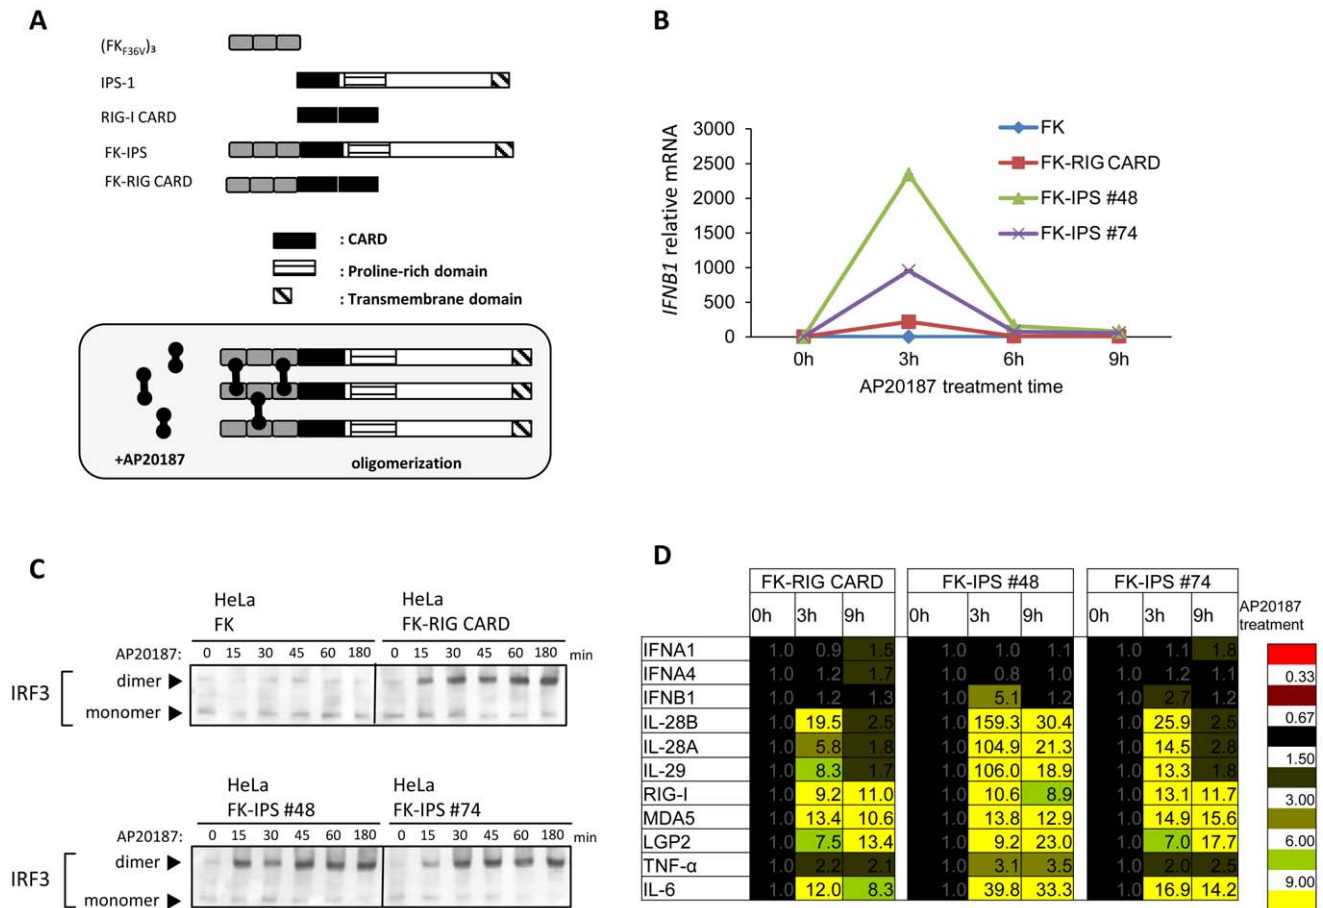 A
(FK_F36V)₃
IPS-1
RIG-I CARD
FK-IPS
FK-RIG CARD
: CARD
: Proline-rich domain
: Transmembrane domain
+AP20187
oligomerization
B
IFNB1 relative mRNA
3000
2500
2000
1500
1000
500
0
0h 3h 6h 9h
AP20187 treatment time
FK
FK-RIG CARD
FK-IPS #48
FK-IPS #74
C
HeLa
FK
HeLa
FK-RIG CARD
AP20187: 0 15 30 45 60 180 0 15 30 45 60 180 min
IRF3
dimer
monomer
HeLa
FK-IPS #48
HeLa
FK-IPS #74
AP20187: 0 15 30 45 60 180 0 15 30 45 60 180 min
IRF3
dimer
monomer
D
FK-RIG CARD FK-IPS #48 FK-IPS #74
0h 3h 9h 0h 3h 9h 0h 3h 9h
AP20187
treatment
IFNA1 1.0 0.9 1.5 1.0 1.0 1.1 1.0 1.1 1.8
IFNA4 1.0 1.2 1.7 1.0 0.8 1.0 1.0 1.2 1.1
IFNB1 1.0 1.2 1.3 1.0 5.1 1.2 1.0 2.7 1.2
IL-28B 1.0 19.5 2.5 1.0 159.3 30.4 1.0 25.9 2.5
IL-28A 1.0 5.8 1.8 1.0 104.9 21.3 1.0 14.5 2.8
IL-29 1.0 8.3 1.7 1.0 106.0 18.9 1.0 13.3 1.8
RIG-I 1.0 9.2 11.0 1.0 10.6 8.9 1.0 13.1 11.7
MDA5 1.0 13.4 10.6 1.0 13.8 12.9 1.0 14.9 15.6
LGP2 1.0 7.5 13.4 1.0 9.2 23.0 1.0 7.0 17.7
TNF-α 1.0 2.2 2.1 1.0 3.1 3.5 1.0 2.0 2.5
IL-6 1.0 12.0 8.3 1.0 39.8 33.3 1.0 16.9 14.2
0.33
0.67
1.50
3.00
6.00
9.00